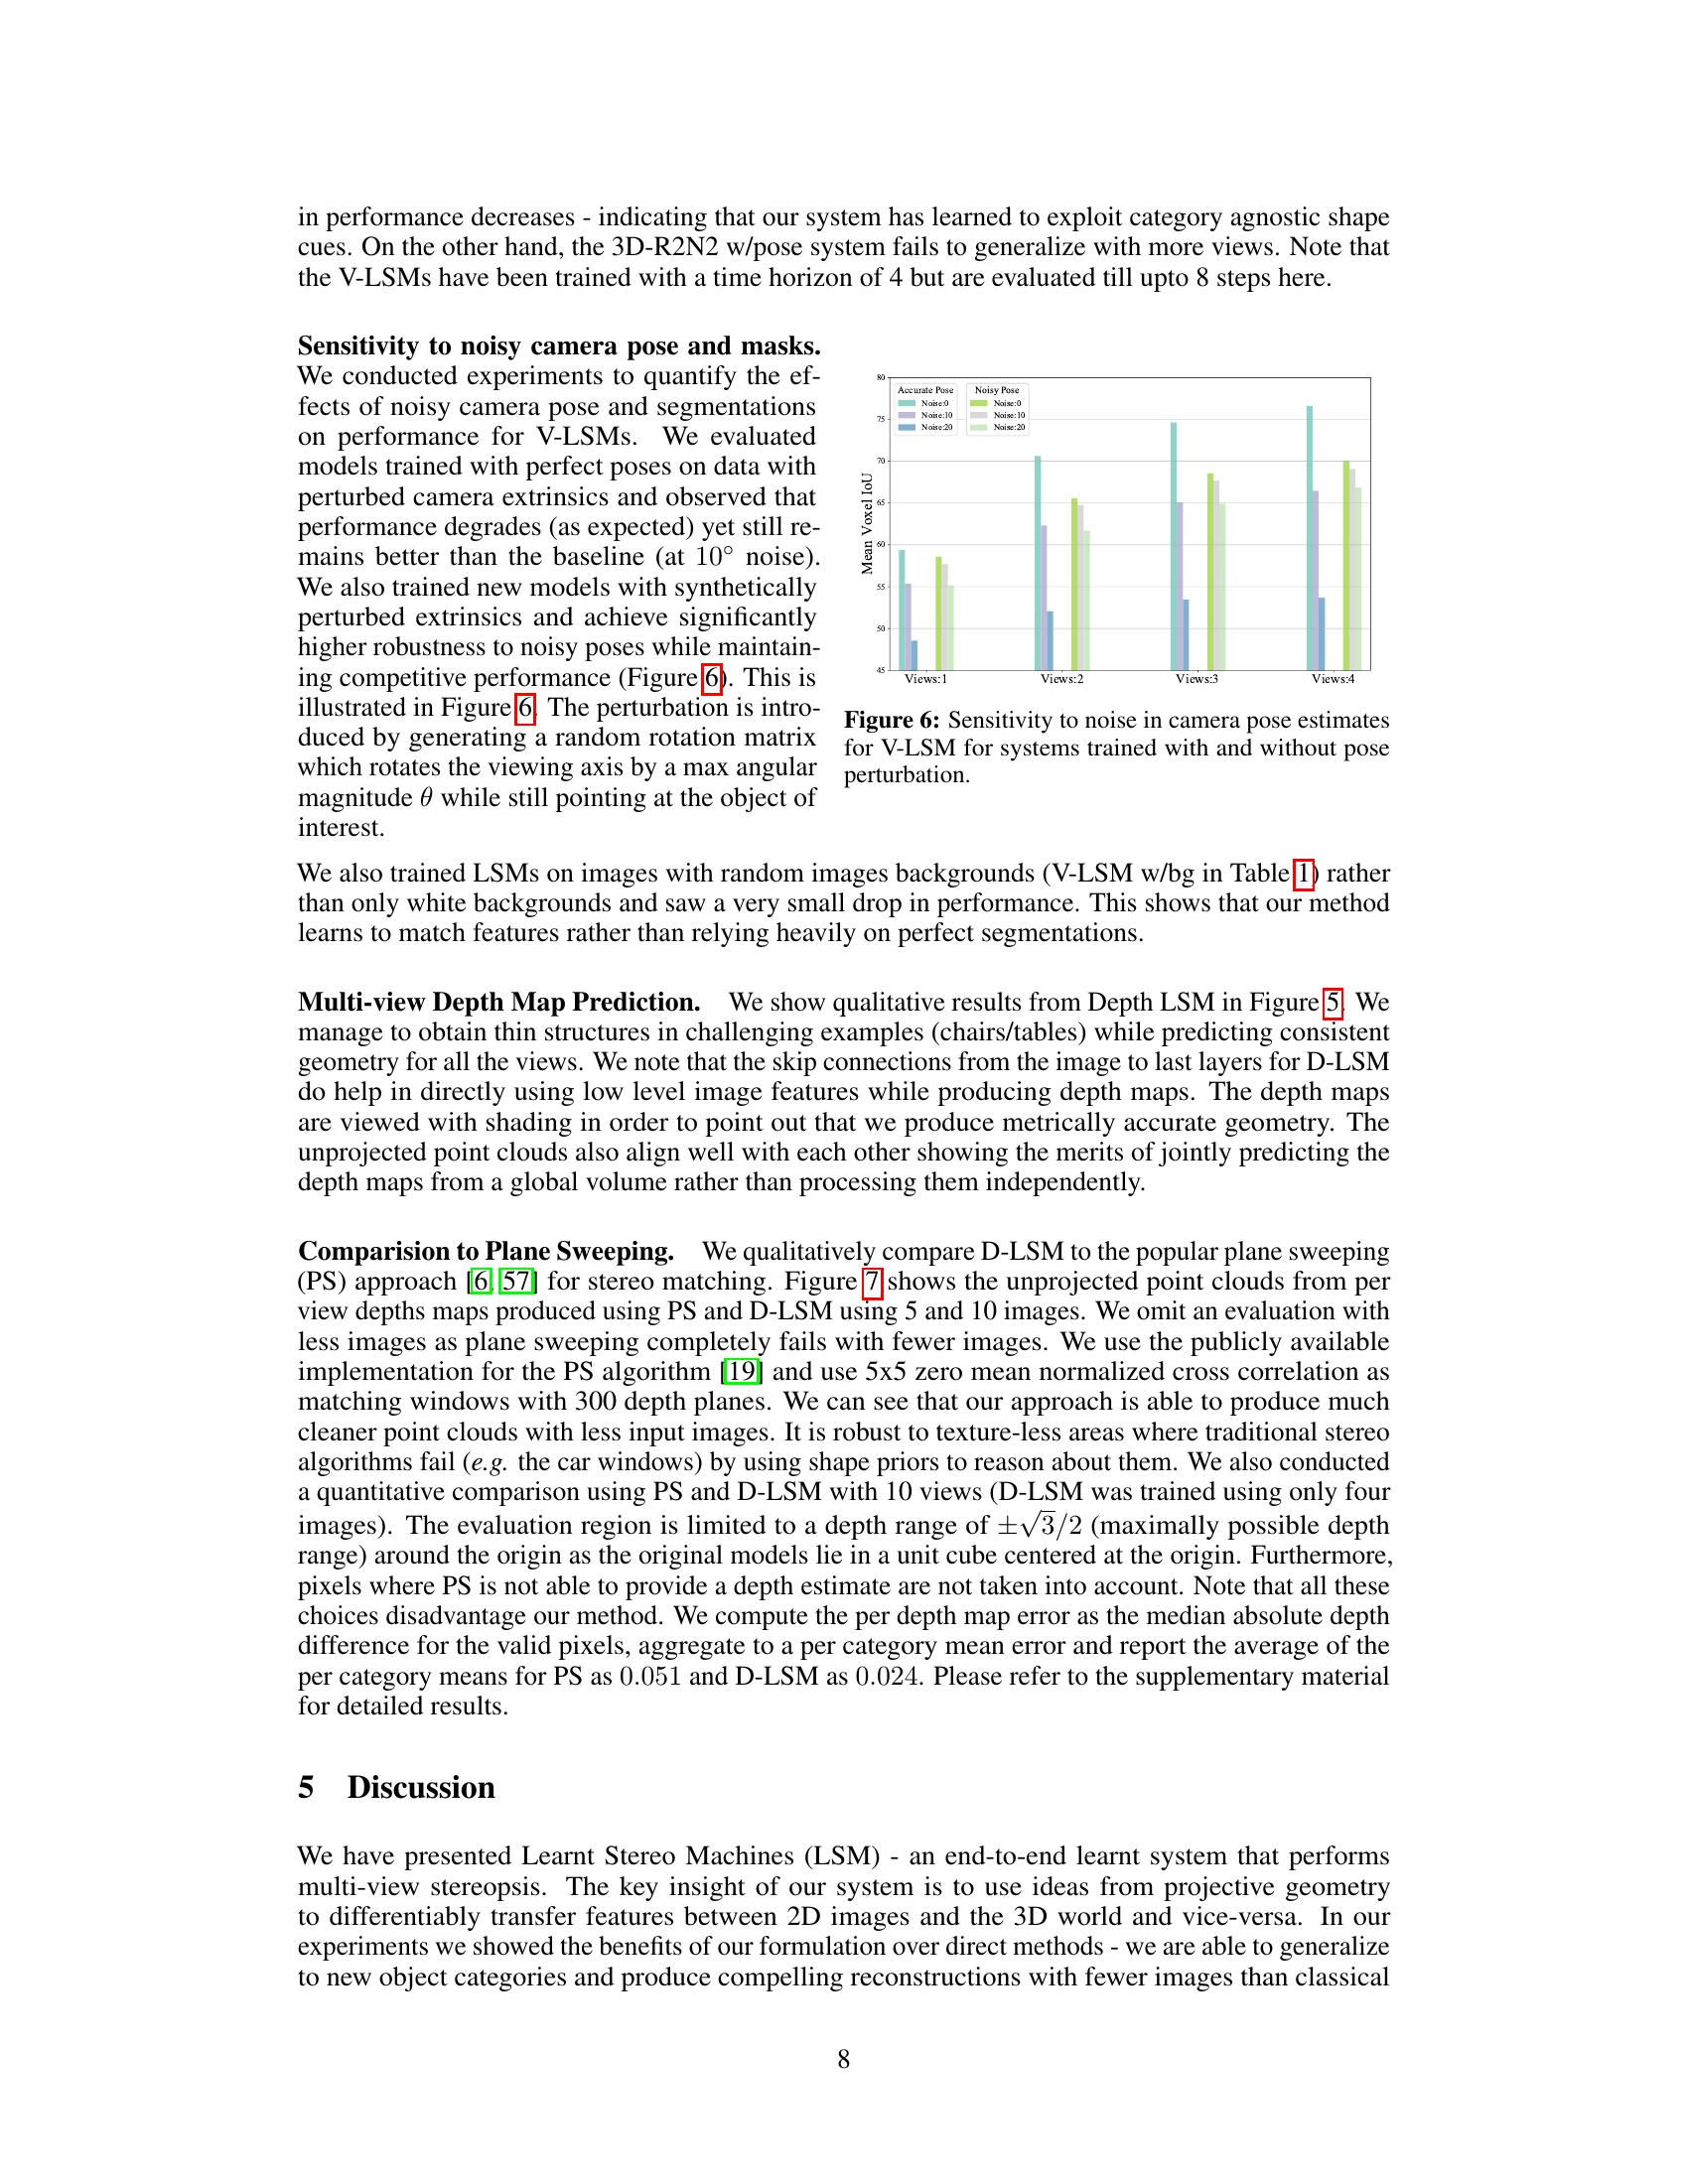 in performance decreases - indicating that our system has learned to exploit category agnostic shape
cues. On the other hand, the 3D-R2N2 w/pose system fails to generalize with more views. Note that
the V-LSMs have been trained with a time horizon of 4 but are evaluated till upto 8 steps here.
Sensitivity to noisy camera pose and masks.
We conducted experiments to quantify the ef-
fects of noisy camera pose and segmentations
on performance for V-LSMs. We evaluated
models trained with perfect poses on data with
perturbed camera extrinsics and observed that
performance degrades (as expected) yet still re-
mains better than the baseline (at 10° noise).
We also trained new models with synthetically
perturbed extrinsics and achieve significantly
higher robustness to noisy poses while maintain-
ing competitive performance (Figure 6). This is
illustrated in Figure 6. The perturbation is intro-
duced by generating a random rotation matrix
which rotates the viewing axis by a max angular
magnitude θ while still pointing at the object of
interest.
80
75
70
65
60
55
50
45
Mean Voxel IoU
Accurate Pose
Noise:0
Noise:10
Noise:20
Noisy Pose
Noise:0
Noise:10
Noise:20
Views:1 Views:2 Views:3 Views:4
Figure 6: Sensitivity to noise in camera pose estimates
for V-LSM for systems trained with and without pose
perturbation.
We also trained LSMs on images with random images backgrounds (V-LSM w/bg in Table 1) rather
than only white backgrounds and saw a very small drop in performance. This shows that our method
learns to match features rather than relying heavily on perfect segmentations.
Multi-view Depth Map Prediction. We show qualitative results from Depth LSM in Figure 5. We
manage to obtain thin structures in challenging examples (chairs/tables) while predicting consistent
geometry for all the views. We note that the skip connections from the image to last layers for D-LSM
do help in directly using low level image features while producing depth maps. The depth maps
are viewed with shading in order to point out that we produce metrically accurate geometry. The
unprojected point clouds also align well with each other showing the merits of jointly predicting the
depth maps from a global volume rather than processing them independently.
Comparision to Plane Sweeping. We qualitatively compare D-LSM to the popular plane sweeping
(PS) approach [6, 57] for stereo matching. Figure 7 shows the unprojected point clouds from per
view depths maps produced using PS and D-LSM using 5 and 10 images. We omit an evaluation with
less images as plane sweeping completely fails with fewer images. We use the publicly available
implementation for the PS algorithm [19] and use 5x5 zero mean normalized cross correlation as
matching windows with 300 depth planes. We can see that our approach is able to produce much
cleaner point clouds with less input images. It is robust to texture-less areas where traditional stereo
algorithms fail (e.g. the car windows) by using shape priors to reason about them. We also conducted
a quantitative comparison using PS and D-LSM with 10 views (D-LSM was trained using only four
images). The evaluation region is limited to a depth range of ±√3/2 (maximally possible depth
range) around the origin as the original models lie in a unit cube centered at the origin. Furthermore,
pixels where PS is not able to provide a depth estimate are not taken into account. Note that all these
choices disadvantage our method. We compute the per depth map error as the median absolute depth
difference for the valid pixels, aggregate to a per category mean error and report the average of the
per category means for PS as 0.051 and D-LSM as 0.024. Please refer to the supplementary material
for detailed results.
5 Discussion
We have presented Learnt Stereo Machines (LSM) - an end-to-end learnt system that performs
multi-view stereopsis. The key insight of our system is to use ideas from projective geometry
to differentiably transfer features between 2D images and the 3D world and vice-versa. In our
experiments we showed the benefits of our formulation over direct methods - we are able to generalize
to new object categories and produce compelling reconstructions with fewer images than classical
8